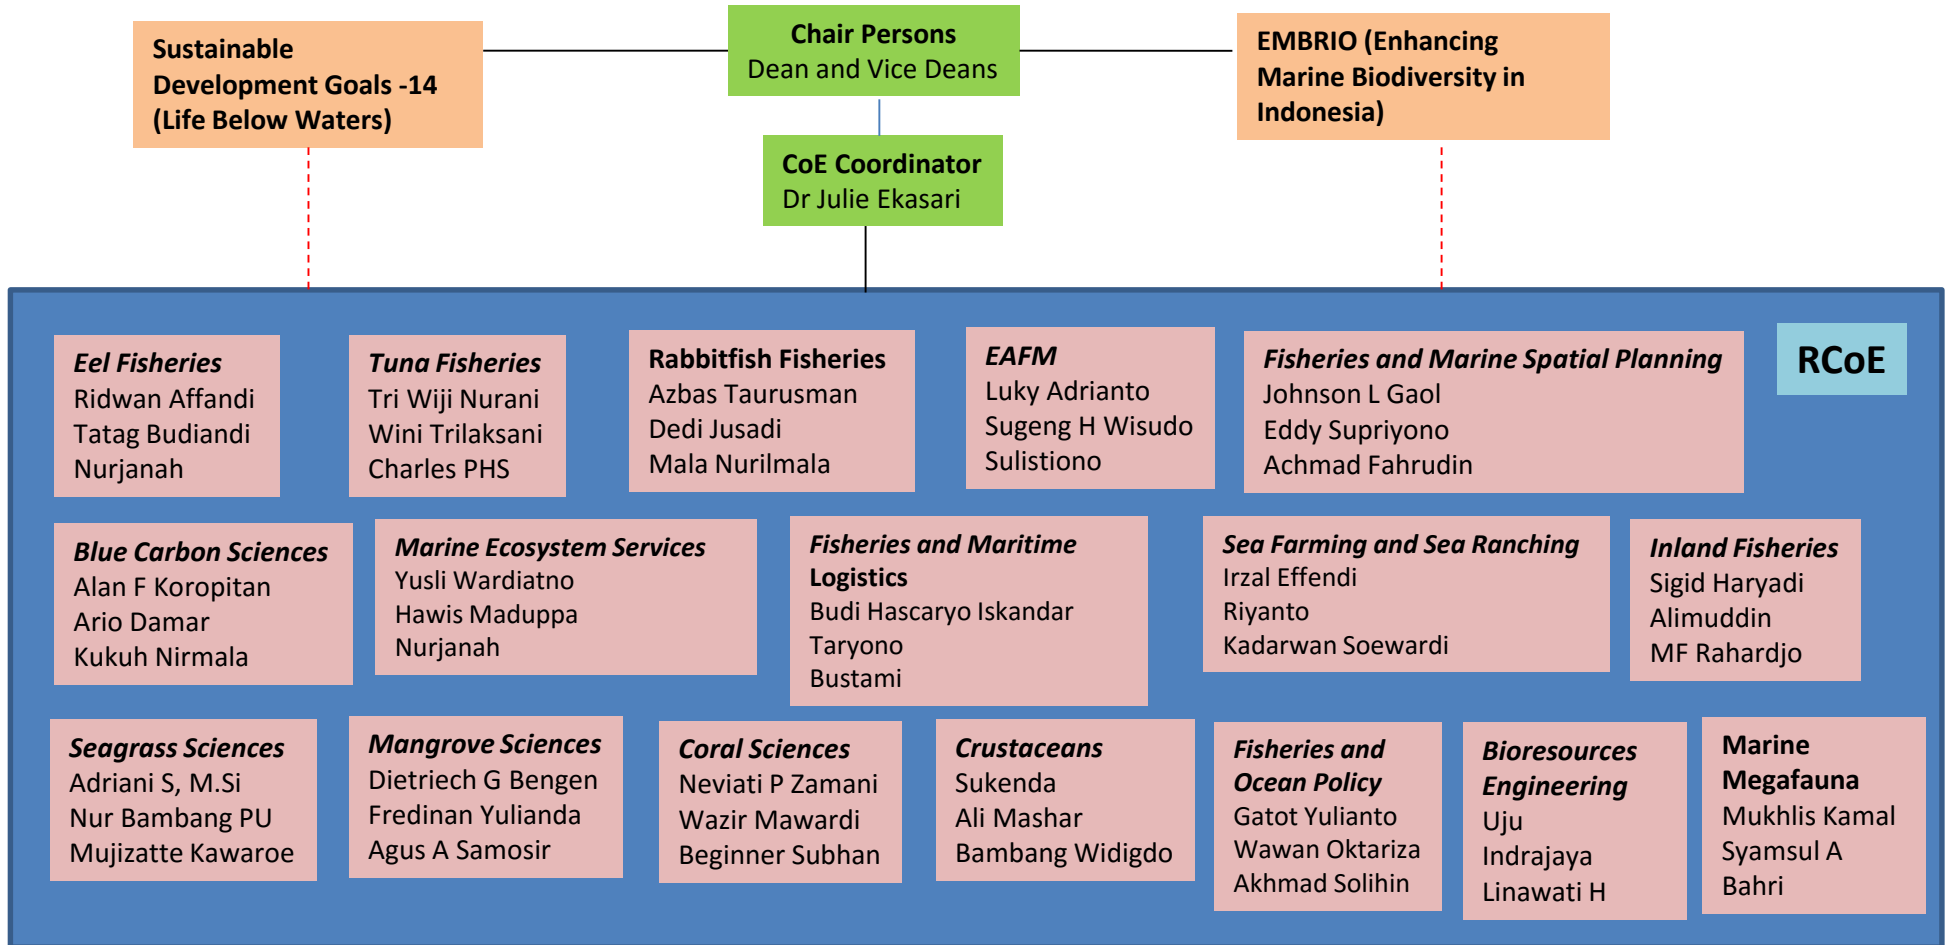 Sustainable
Development Goals -14
(Life Below Waters)
Chair Persons
Dean and Vice Deans
EMBRIO (Enhancing
Marine Biodiversity in
Indonesia)
CoE Coordinator
Dr Julie Ekasari
Eel Fisheries
Ridwan Affandi
Tatag Budiandi
Nurjanah
Tuna Fisheries
Tri Wiji Nurani
Wini Trilaksani
Charles PHS
Rabbitfish Fisheries
Azbas Taurusman
Dedi Jusadi
Mala Nurilmala
EAFM
Luky Adrianto
Sugeng H Wisudo
Sulistiono
Fisheries and Marine Spatial Planning
Johnson L Gaol
Eddy Supriyono
Achmad Fahrudin
RCoE
Blue Carbon Sciences
Alan F Koropitan
Ario Damar
Kukuh Nirmala
Marine Ecosystem Services
Yusli Wardiatno
Hawis Maduppa
Nurjanah
Fisheries and Maritime
Logistics
Budi Hascaryo Iskandar
Taryono
Bustami
Sea Farming and Sea Ranching
Irzal Effendi
Riyanto
Kadarwan Soewardi
Inland Fisheries
Sigid Haryadi
Alimuddin
MF Rahardjo
Seagrass Sciences
Adriani S, M.Si
Nur Bambang PU
Mujizatte Kawaroe
Mangrove Sciences
Dietriech G Bengen
Fredinan Yulianda
Agus A Samosir
Coral Sciences
Neviati P Zamani
Wazir Mawardi
Beginner Subhan
Crustaceans
Sukenda
Ali Mashar
Bambang Widigdo
Fisheries and
Ocean Policy
Gatot Yulianto
Wawan Oktariza
Akhmad Solihin
Bioresources
Engineering
Uju
Indrajaya
Linawati H
Marine
Megafauna
Mukhlis Kamal
Syamsul A
Bahri